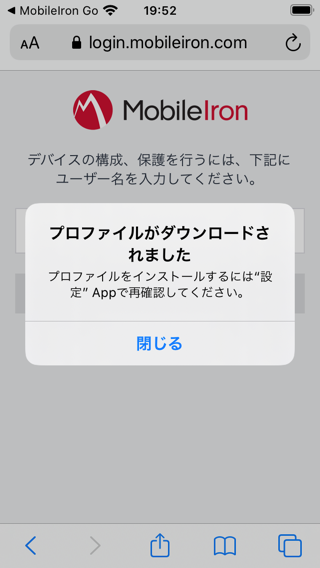 ◀ MobileIron Go 19:52
AA login.mobileiron.com
MobileIron
デバイスの構成、保護を行うには、下記に
ユーザー名を入力してください。
プロファイルがダウンロードさ
れました
プロファイルをインストールするには“設
定” Appで再確認してください。
閉じる